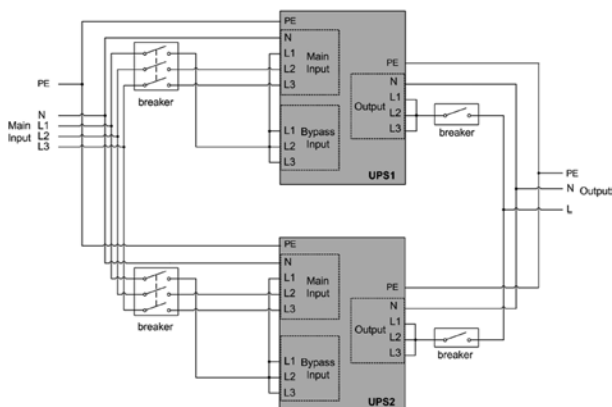 PE
N
L1
L2
L3
Main
Input
Bypass
Input
L1
L2
L3
PE
N
L1
L2
L3
Output
UPS1
breaker
breaker
PE
N
Main
Input
L1
L2
L3
PE
N Output
L
PE
N
L1
L2
L3
Main
Input
Bypass
Input
L1
L2
L3
PE
N
L1
L2
L3
Output
UPS2
breaker
breaker